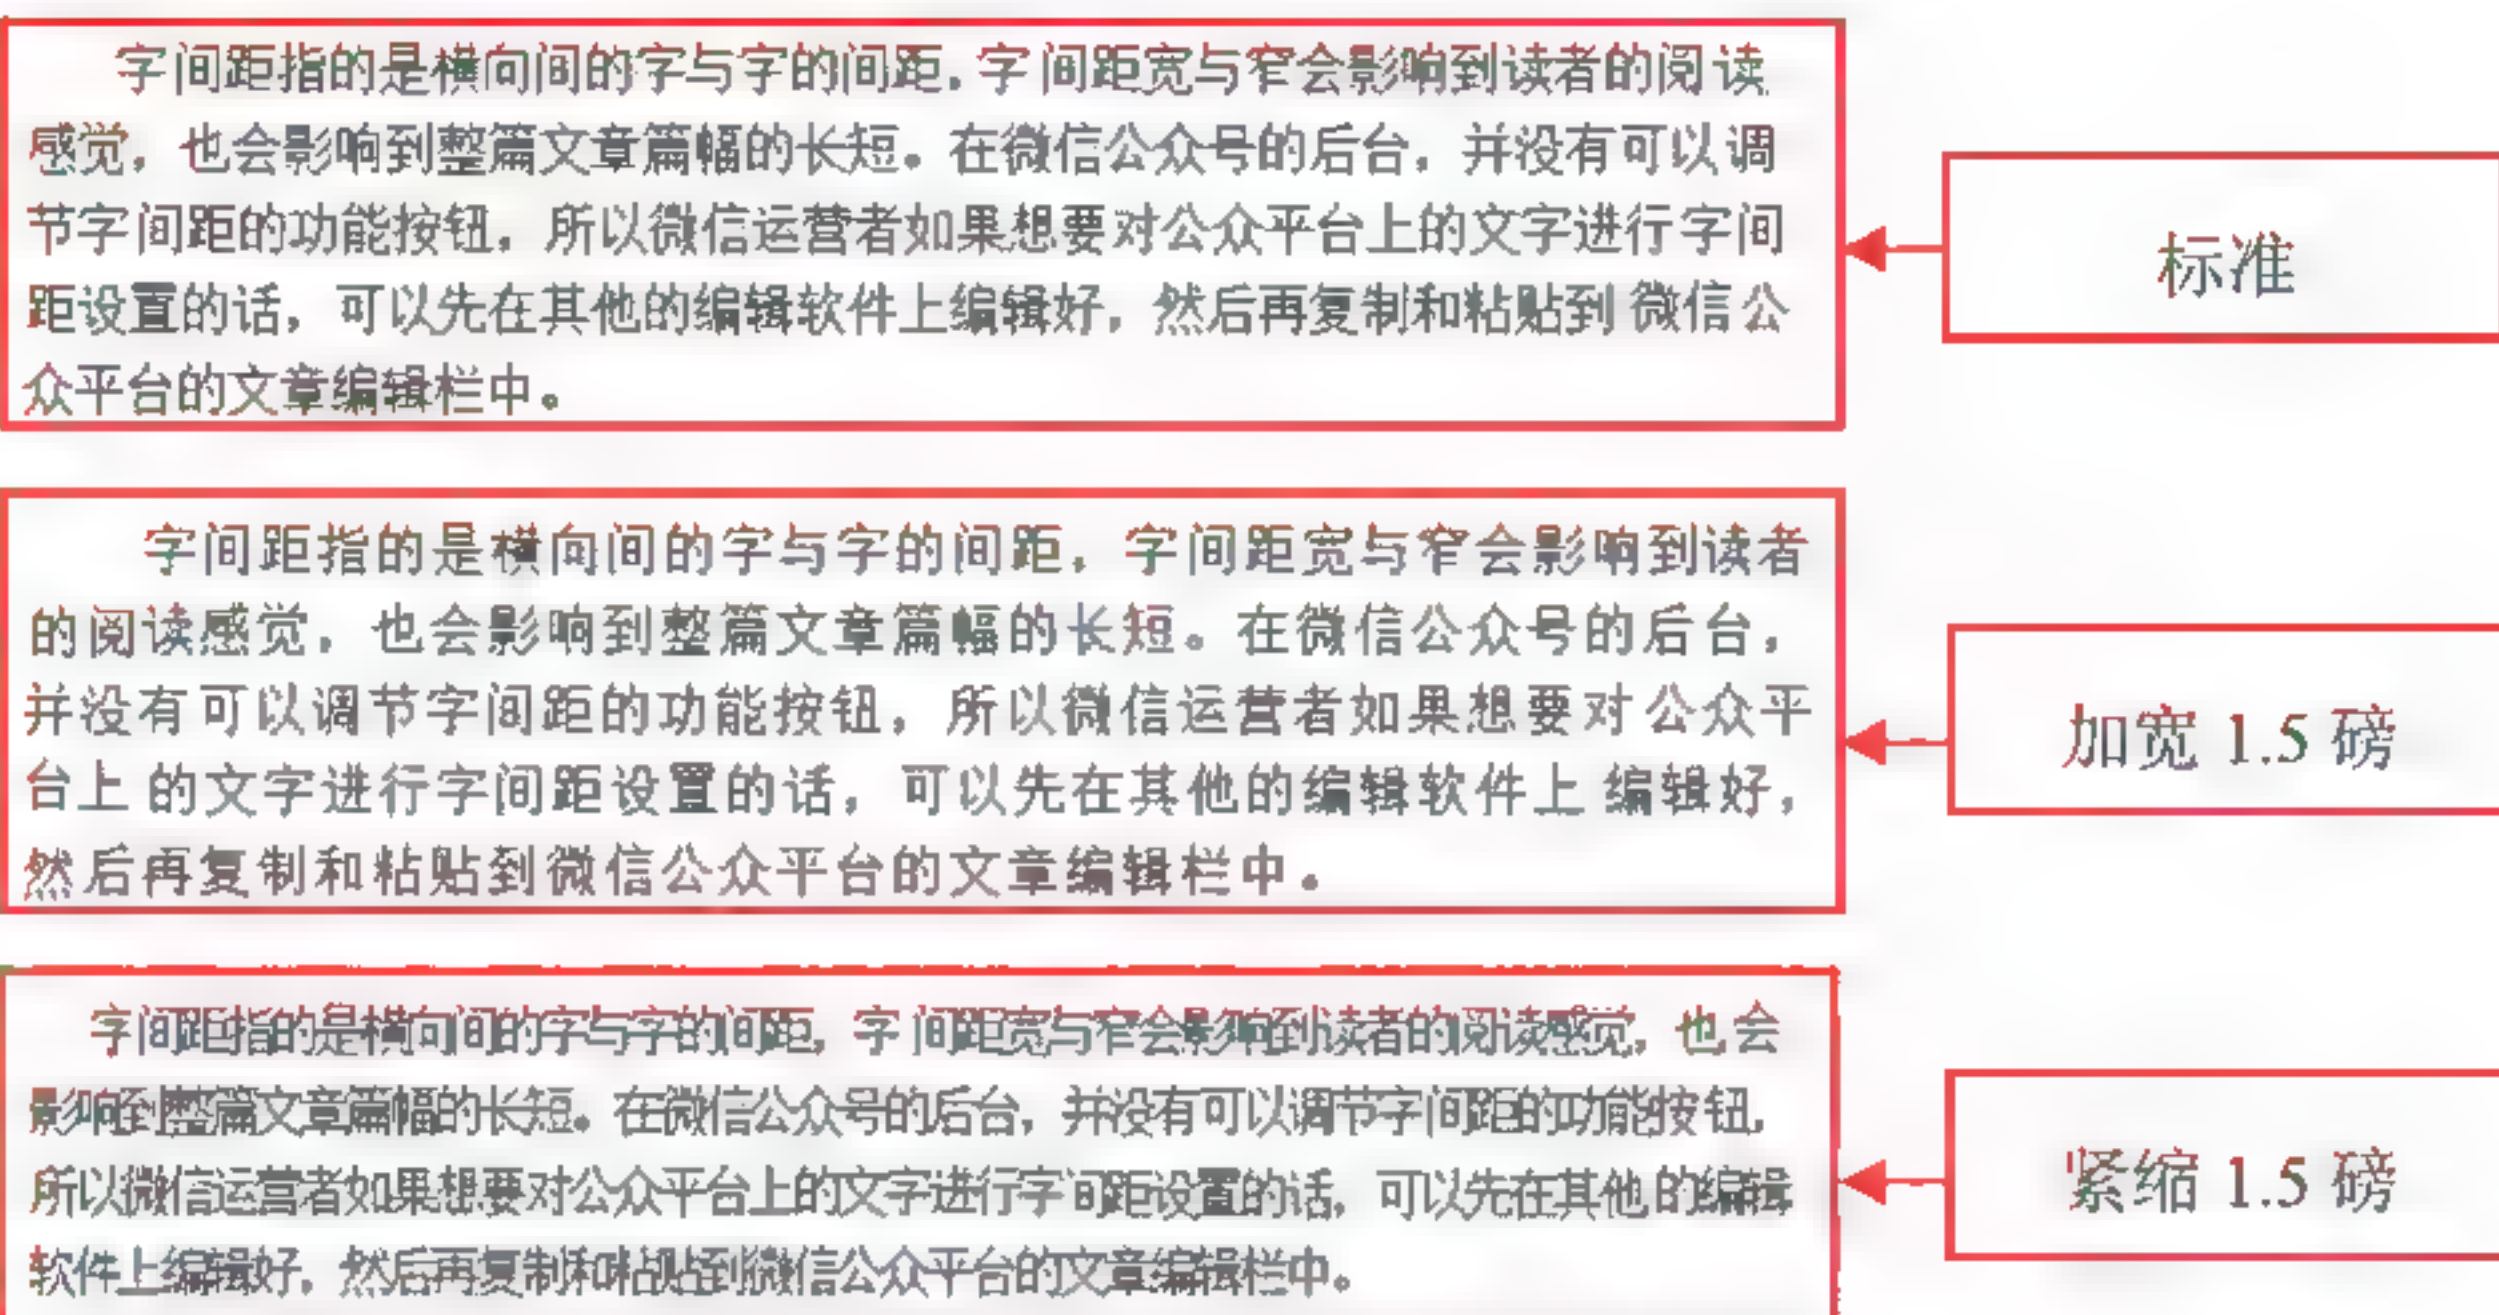 字间距指的是横向间的字与字的间距，字间距宽与窄会影响到读者的阅读
感觉，也会影响到整篇文章篇幅的长短。在微信公众号的后台，并没有可以调
节字间距的功能按钮，所以微信运营者如果想要对公众平台上的文字进行字间
距设置的话，可以先在其他的编辑软件上编辑好，然后再复制和粘贴到微信公
众平台的文章编辑栏中。
标准
字间距指的是横向间的字与字的间距，字间距宽与窄会影响到读者
的阅读感觉，也会影响到整篇文章篇幅的长短。在微信公众号的后台，
并没有可以调节字间距的功能按钮，所以微信运营者如果想要对公众平
台上的文字进行字间距设置的话，可以先在其他的编辑软件上编辑好，
然后再复制和粘贴到微信公众平台的文章编辑栏中。
加宽 1.5 磅
字间距指的是横向间的字与字的间距，字间距宽与窄会影响到读者的阅读感觉，也会
影响到整篇文章篇幅的长短。在微信公众号的后台，并没有可以调节字间距的功能按钮，
所以微信运营者如果想要对公众平台上的文字进行字间距设置的话，可以先在其他的编辑
软件上编辑好，然后再复制和粘贴到微信公众平台的文章编辑栏中。
紧缩 1.5 磅